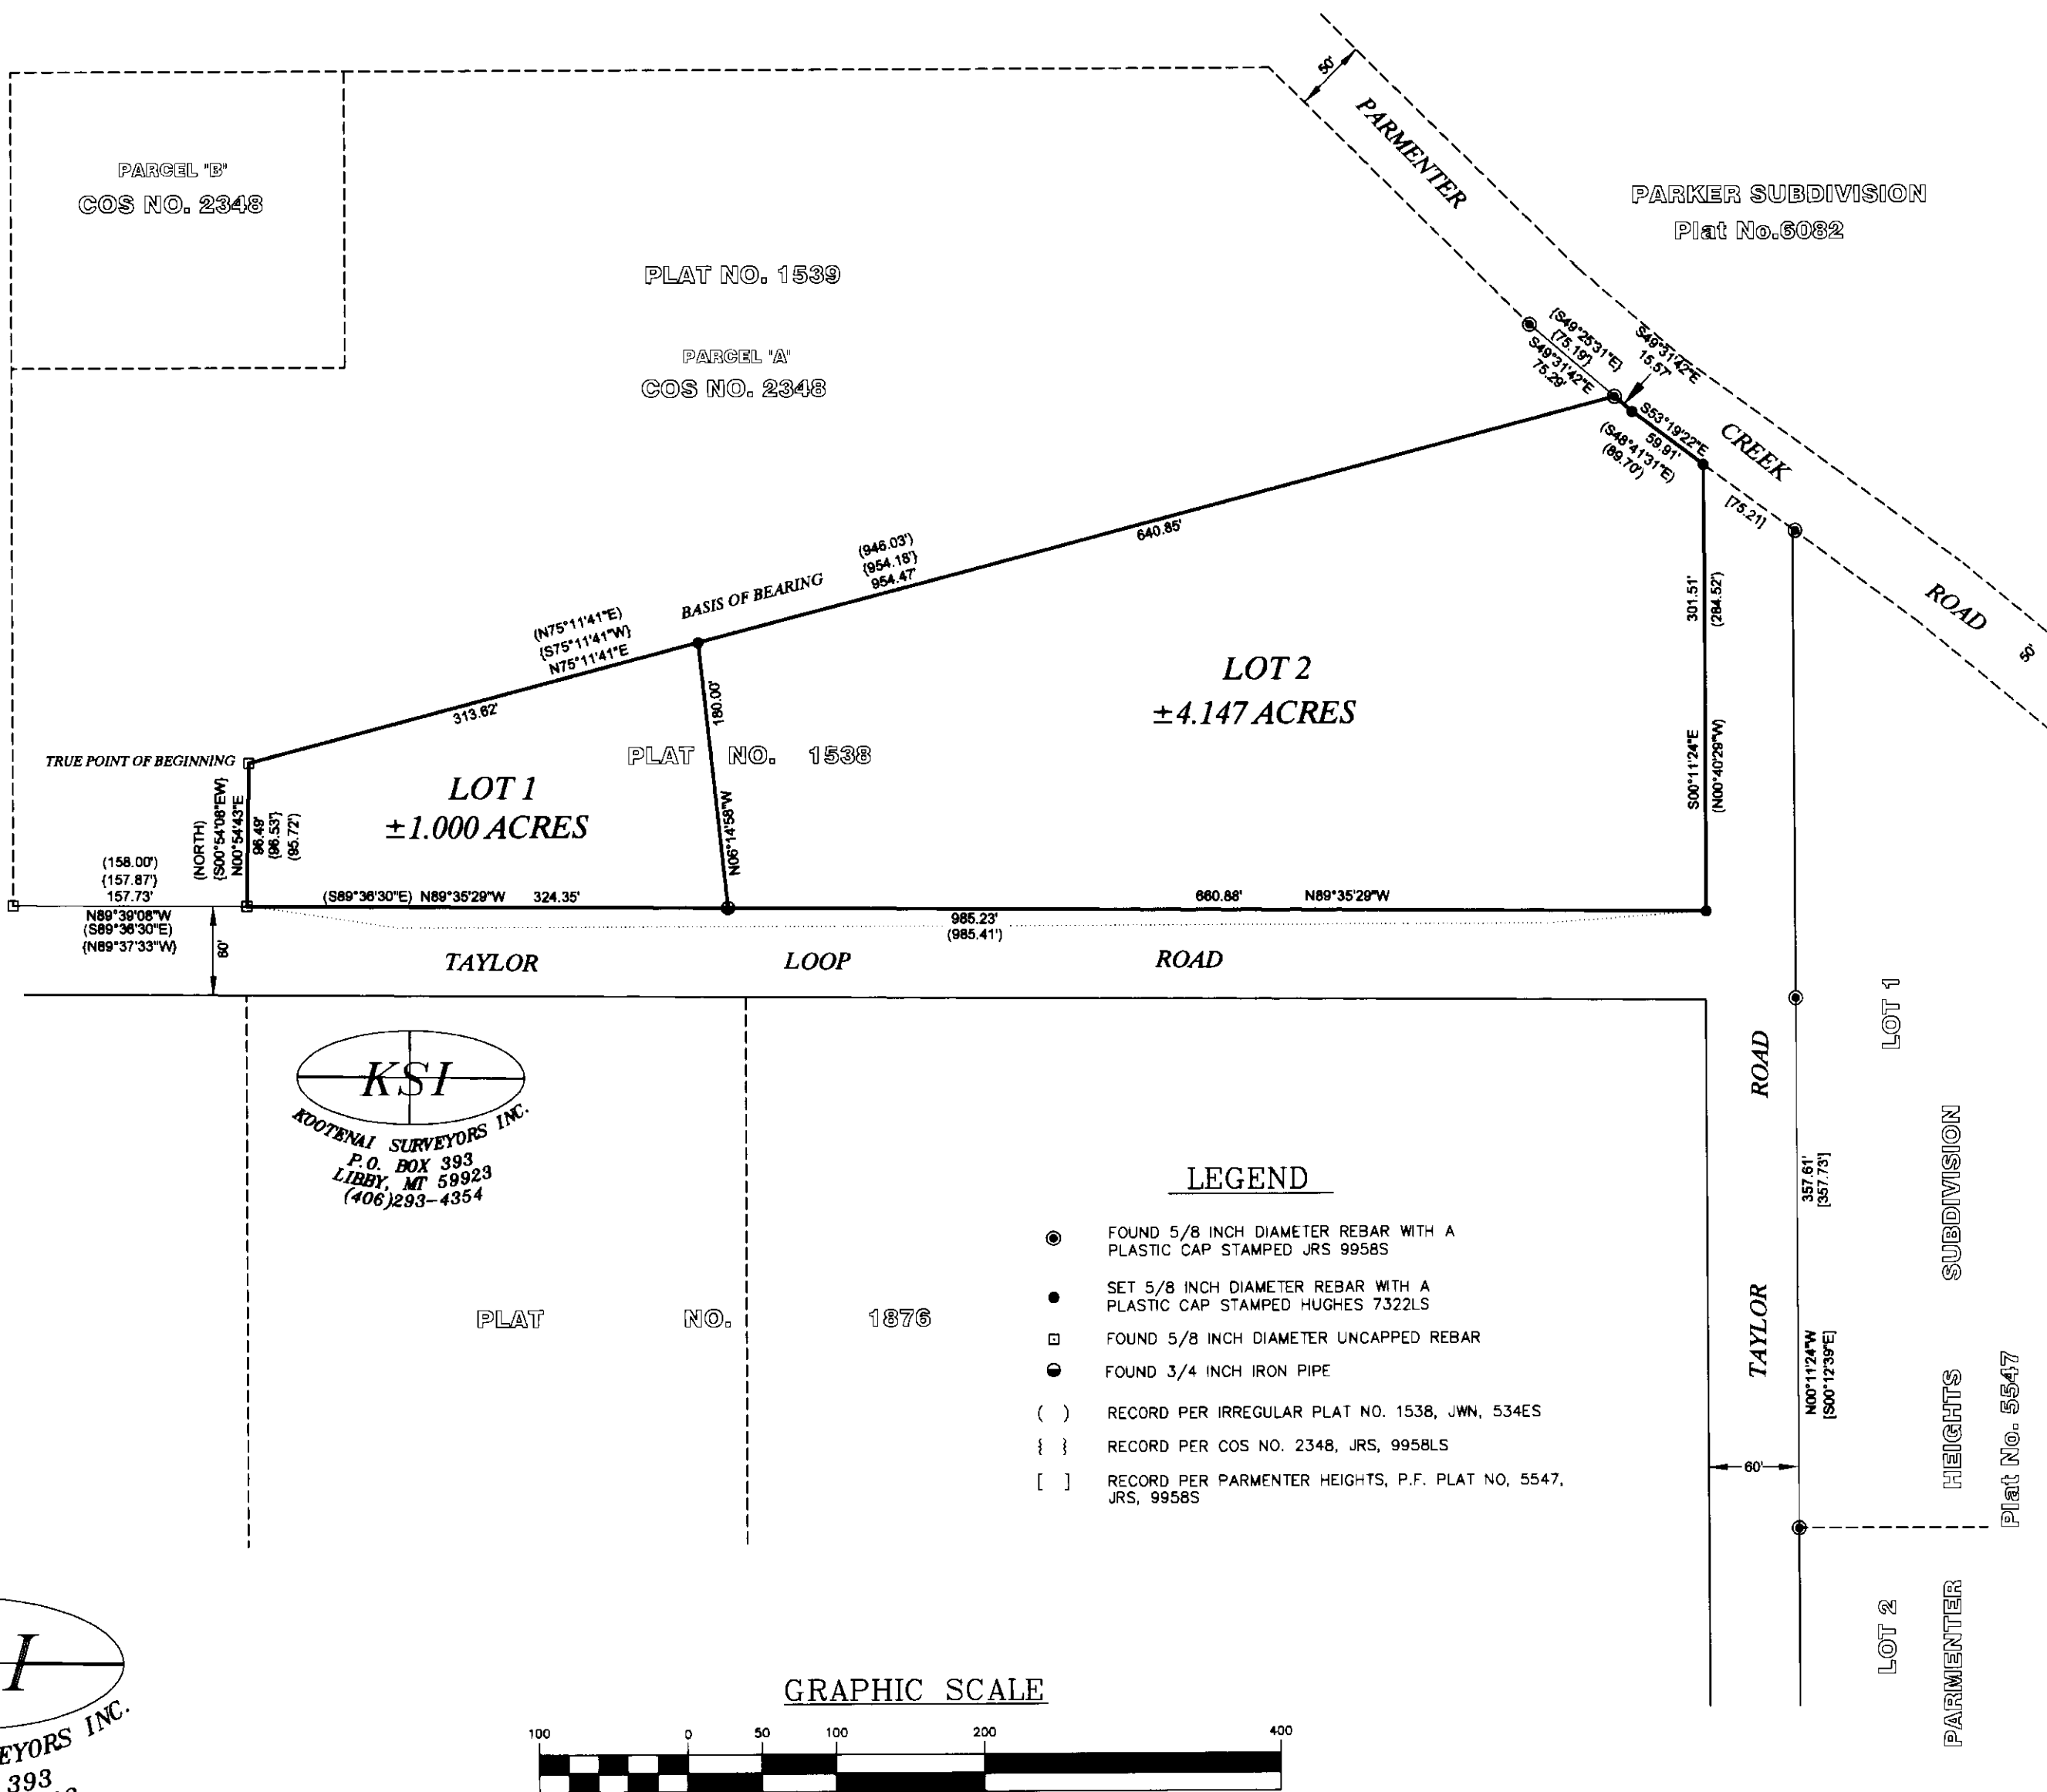 50'
PARMENTER
PARCEL "B"
COS NO. 2348
PARKER SUBDIVISION
Plat No.6082
PLAT NO. 1539
PARCEL "A"
COS NO. 2348
{S49°25'31"E}
{75.19'}
S49°31'42"E
75.29'
S49°31'42"E
15.57'
S53°19'22"E
59.91'
(S48°41'31"E)
(89.70')
CREEK
[75.21]
ROAD
50'
640.85'
(946.03')
{954.18'}
954.47'
BASIS OF BEARING
(N75°11'41"E)
{S75°11'41"W}
N75°11'41"E
313.62'
180.00'
N06°14'58"W
301.51'
(284.52')
S00°11'24"E
(N00°40'29"W)
LOT 2
±4.147 ACRES
PLAT NO. 1538
TRUE POINT OF BEGINNING
LOT 1
±1.000 ACRES
(NORTH)
{S00°54'08"EW}
N00°54'43"E
96.49'
{96.53'}
(95.72')
(158.00')
{157.87'}
157.73'
N89°39'08"W
(S89°36'30"E)
{N89°37'33"W}
60'
(S89°36'30"E) N89°35'29"W 324.35'
660.88' N89°35'29"W
985.23'
(985.41')
TAYLOR LOOP ROAD
KSI
KOOTENAI SURVEYORS INC.
P.O. BOX 393
LIBBY, MT 59923
(406)293-4354
PLAT NO. 1876
LEGEND
FOUND 5/8 INCH DIAMETER REBAR WITH A
PLASTIC CAP STAMPED JRS 9958S
SET 5/8 INCH DIAMETER REBAR WITH A
PLASTIC CAP STAMPED HUGHES 7322LS
FOUND 5/8 INCH DIAMETER UNCAPPED REBAR
FOUND 3/4 INCH IRON PIPE
( ) RECORD PER IRREGULAR PLAT NO. 1538, JWN, 534ES
{ } RECORD PER COS NO. 2348, JRS, 9958LS
[ ] RECORD PER PARMENTER HEIGHTS, P.F. PLAT NO, 5547,
JRS, 9958S
TAYLOR ROAD
60'
357.61'
[357.73']
N00°11'24"W
[S00°12'39"E]
LOT 1
LOT 2
PARMENTER HEIGHTS SUBDIVISION
Plat No. 5547
I
EYORS INC.
393
GRAPHIC SCALE
100 0 50 100 200 400